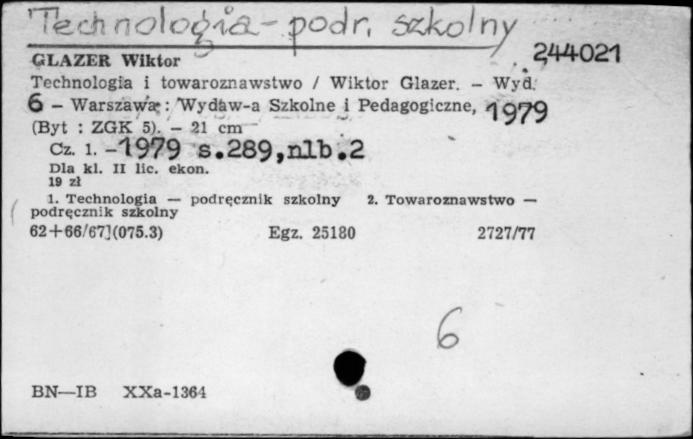 Technologia - podr. szkolny
GLAZER Wiktor 244021
Technologia i towaroznawstwo / Wiktor Glazer. — Wyd.
6 — Warszawa : Wydaw-a Szkolne i Pedagogiczne, 1979
(Byt : ZGK 5). — 21 cm
Cz. 1. -1979 s.289,nlb.2
Dla kl. II lic. ekon.
19 zł
1. Technologia — podręcznik szkolny 2. Towaroznawstwo —
podręcznik szkolny
62+66/67](075.3) Egz. 25180 2727/77
6
BN—IB XXa-1364